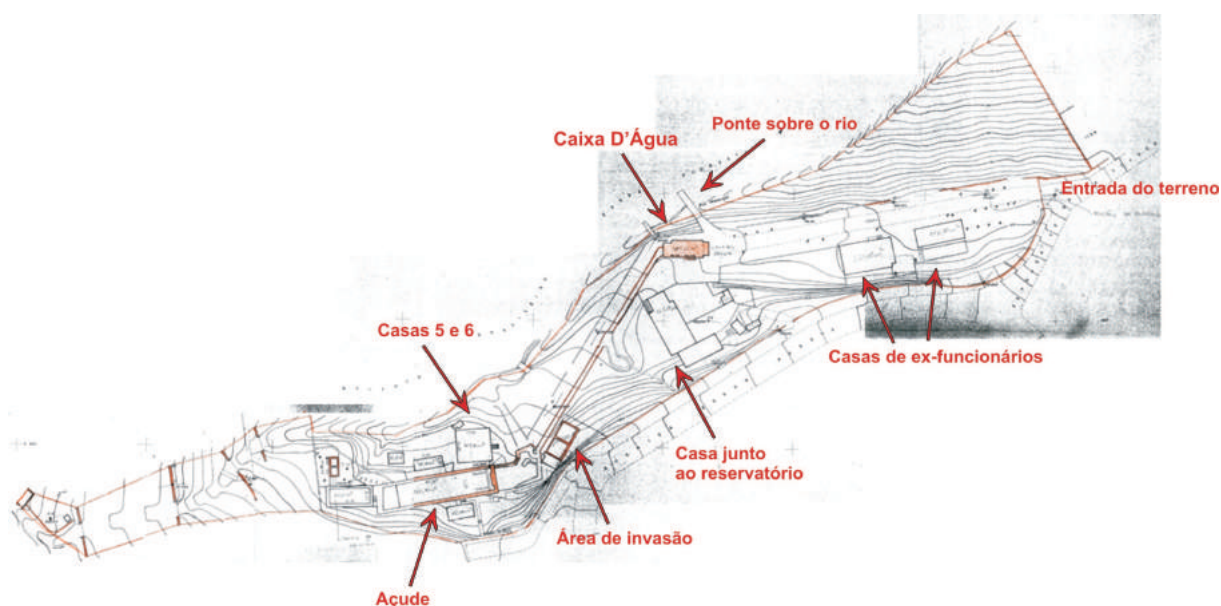 Ponte sobre o rio
Caixa D'Água
Entrada do terreno
Casas 5 e 6
Casas de ex-funcionários
Casa junto
ao reservatório
Área de invasão
Açude